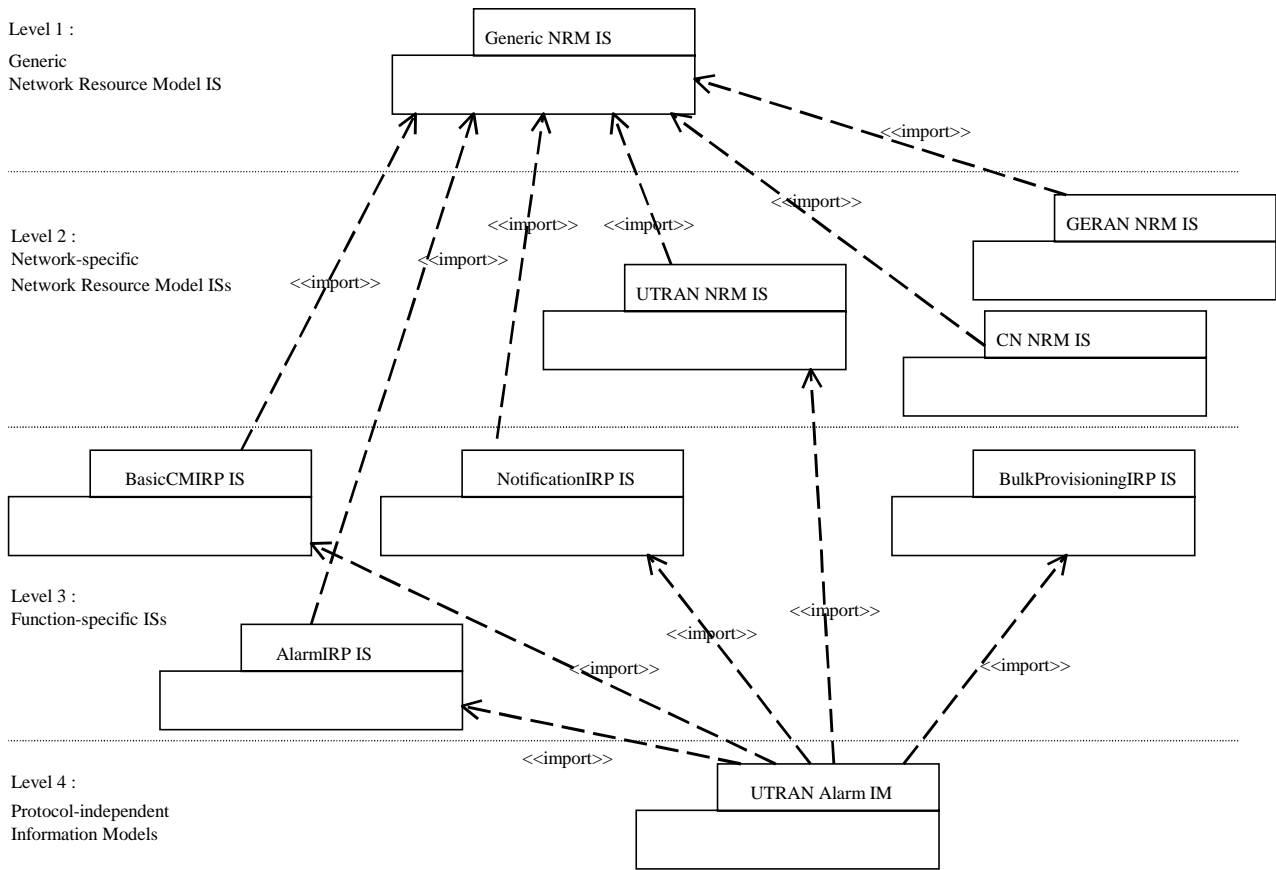 Level 1 :
Generic
Network Resource Model IS
Generic NRM IS
<<import>>
Level 2 :
Network-specific
Network Resource Model ISs
<<import>>
<<import>>
<<import>>
<<import>>
<<import>>
GERAN NRM IS
UTRAN NRM IS
CN NRM IS
BasicCMIRP IS
NotificationIRP IS
BulkProvisioningIRP IS
Level 3 :
Function-specific ISs
<<import>>
<<import>>
<<import>>
<<import>>
AlarmIRP IS
<<import>>
Level 4 :
Protocol-independent
Information Models
UTRAN Alarm IM